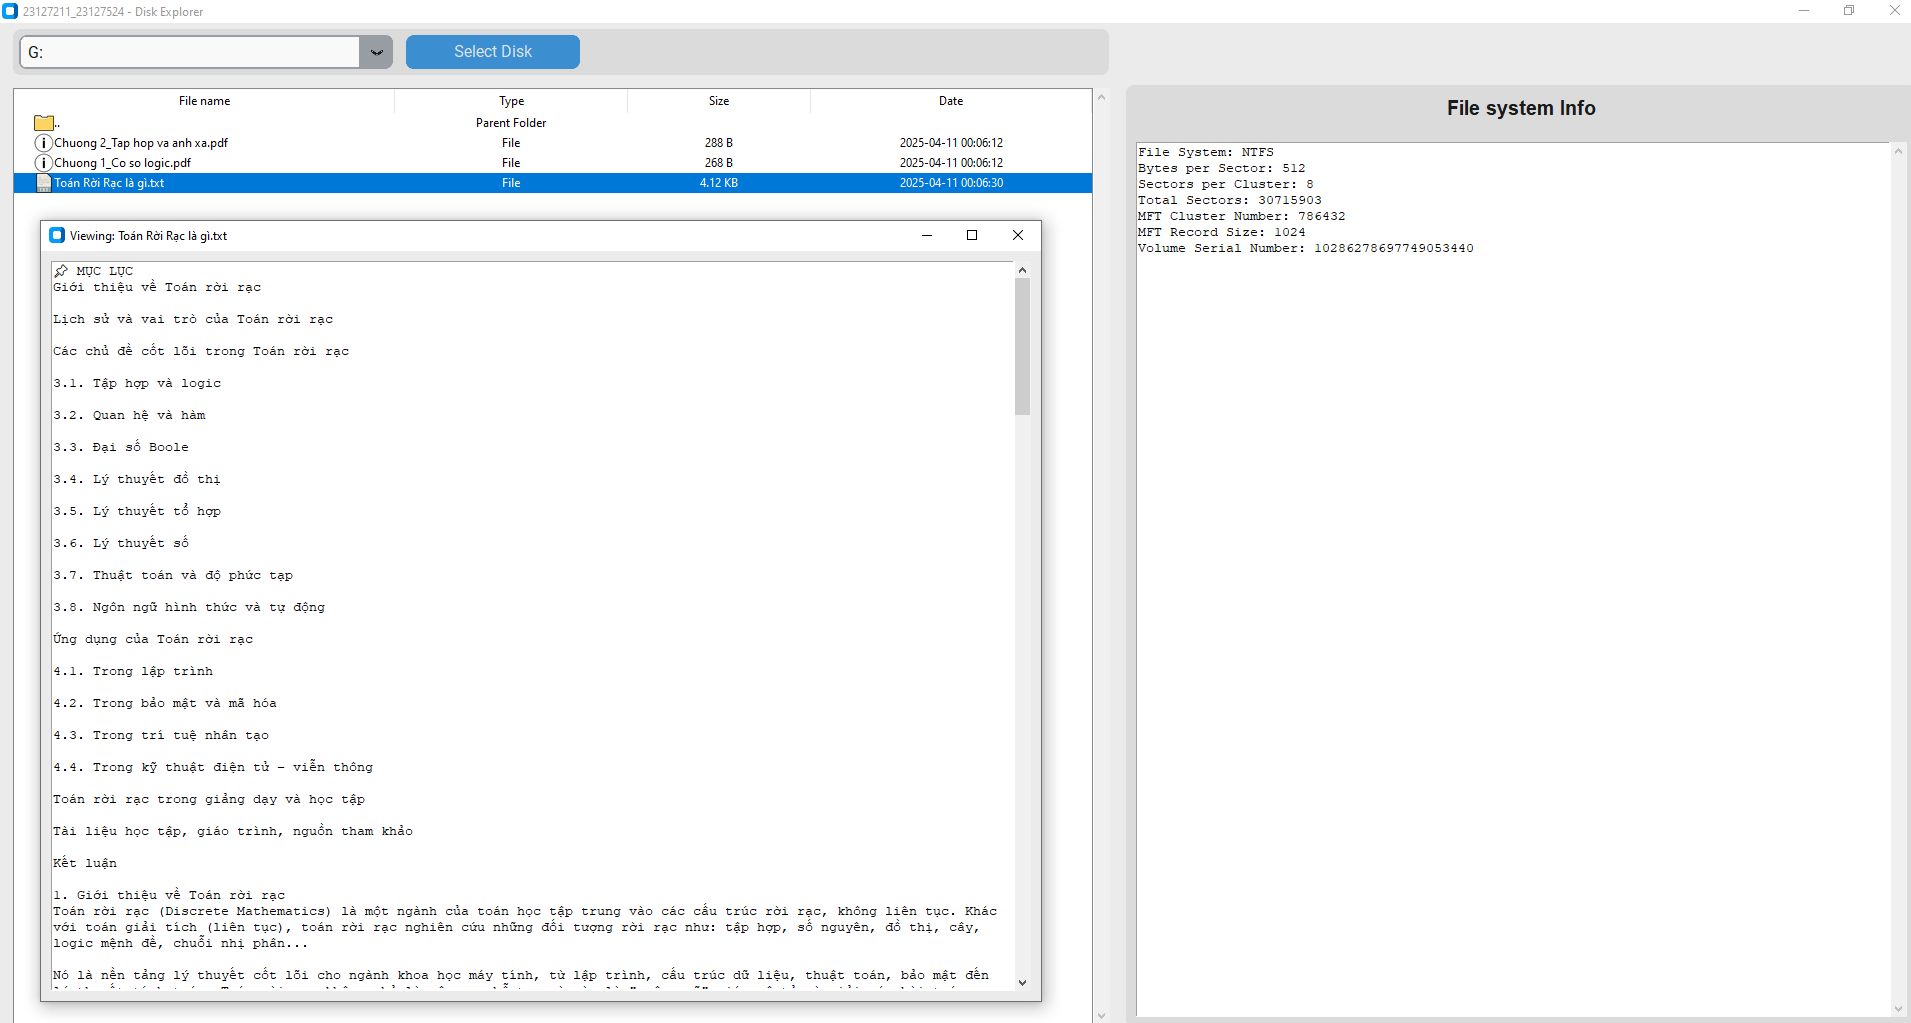 23127211_23127524 - Disk Explorer
G:
Select Disk
File name Type Size Date
.. Parent Folder
Chuong 2_Tap hop va anh xa.pdf File 288 B 2025-04-11 00:06:12
Chuong 1_Co so logic.pdf File 268 B 2025-04-11 00:06:12
Toán Rời Rạc là gì.txt File 4.12 KB 2025-04-11 00:06:30
Viewing: Toán Rời Rạc là gì.txt
MỤC LỤC
Giới thiệu về Toán rời rạc
Lịch sử và vai trò của Toán rời rạc
Các chủ đề cốt lõi trong Toán rời rạc
3.1. Tập hợp và logic
3.2. Quan hệ và hàm
3.3. Đại số Boole
3.4. Lý thuyết đồ thị
3.5. Lý thuyết tổ hợp
3.6. Lý thuyết số
3.7. Thuật toán và độ phức tạp
3.8. Ngôn ngữ hình thức và tự động
Ứng dụng của Toán rời rạc
4.1. Trong lập trình
4.2. Trong bảo mật và mã hóa
4.3. Trong trí tuệ nhân tạo
4.4. Trong kỹ thuật điện tử – viễn thông
Toán rời rạc trong giảng dạy và học tập
Tài liệu học tập, giáo trình, nguồn tham khảo
Kết luận
1. Giới thiệu về Toán rời rạc
Toán rời rạc (Discrete Mathematics) là một ngành của toán học tập trung vào các cấu trúc rời rạc, không liên tục. Khác
với toán giải tích (liên tục), toán rời rạc nghiên cứu những đối tượng rời rạc như: tập hợp, số nguyên, đồ thị, cây,
logic mệnh đề, chuỗi nhị phân...
Nó là nền tảng lý thuyết cốt lõi cho ngành khoa học máy tính, từ lập trình, cấu trúc dữ liệu, thuật toán, bảo mật đến
File system Info
File System: NTFS
Bytes per Sector: 512
Sectors per Cluster: 8
Total Sectors: 30715903
MFT Cluster Number: 786432
MFT Record Size: 1024
Volume Serial Number: 10286278697749053440